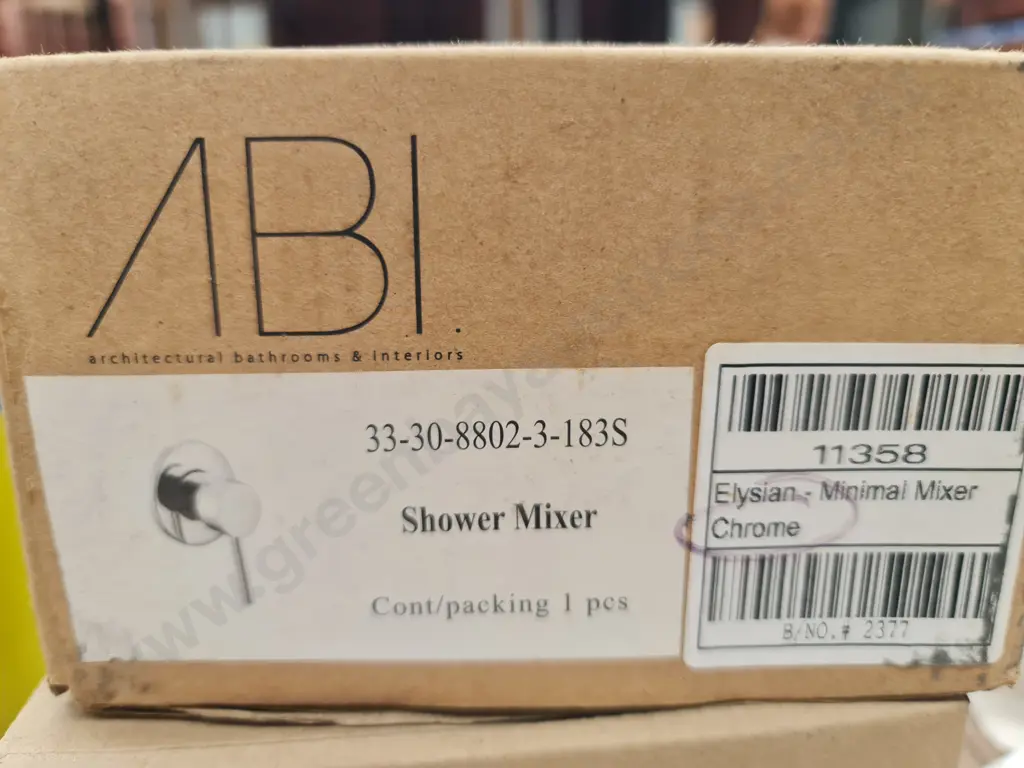 ABI.
architectural bathrooms & interiors
33-30-8802-3-183S
Shower Mixer
Cont/packing 1 pcs
11358
Elysian - Minimal Mixer
Chrome
B/NO.# 2377